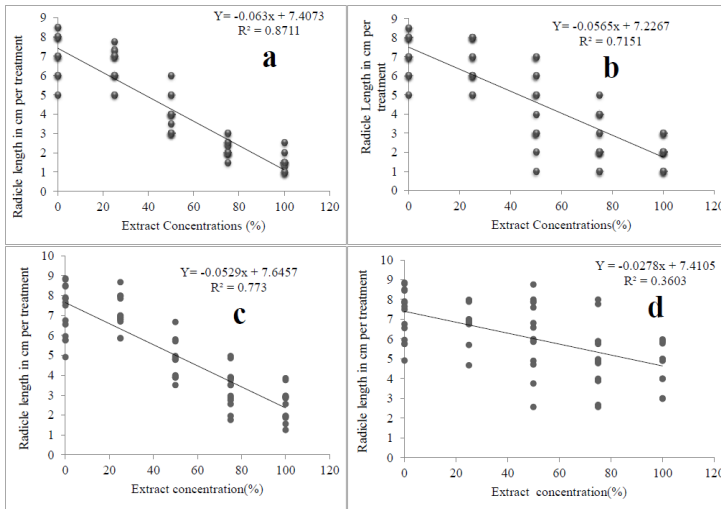 Y= -0.063x + 7.4073
R² = 0.8711
a
Radicle length in cm per treatment
9
8
7
6
5
4
3
2
1
0
0 20 40 60 80 100 120
Extract Concentrations (%)
Y= -0.0565x + 7.2267
R² = 0.7151
b
Radicle Length in cm per
treatment
9
8
7
6
5
4
3
2
1
0
0 20 40 60 80 100 120
Extract Concentrations(%)
Y= -0.0529x + 7.6457
R² = 0.773
c
Radicle length in cm per treatment
10
9
8
7
6
5
4
3
2
1
0
0 20 40 60 80 100 120
Extract concentration(%)
Y = -0.0278x + 7.4105
R² = 0.3603
d
Radicle length in cm per treatment
10
9
8
7
6
5
4
3
2
1
0
0 20 40 60 80 100 120
Extract concentration(%)